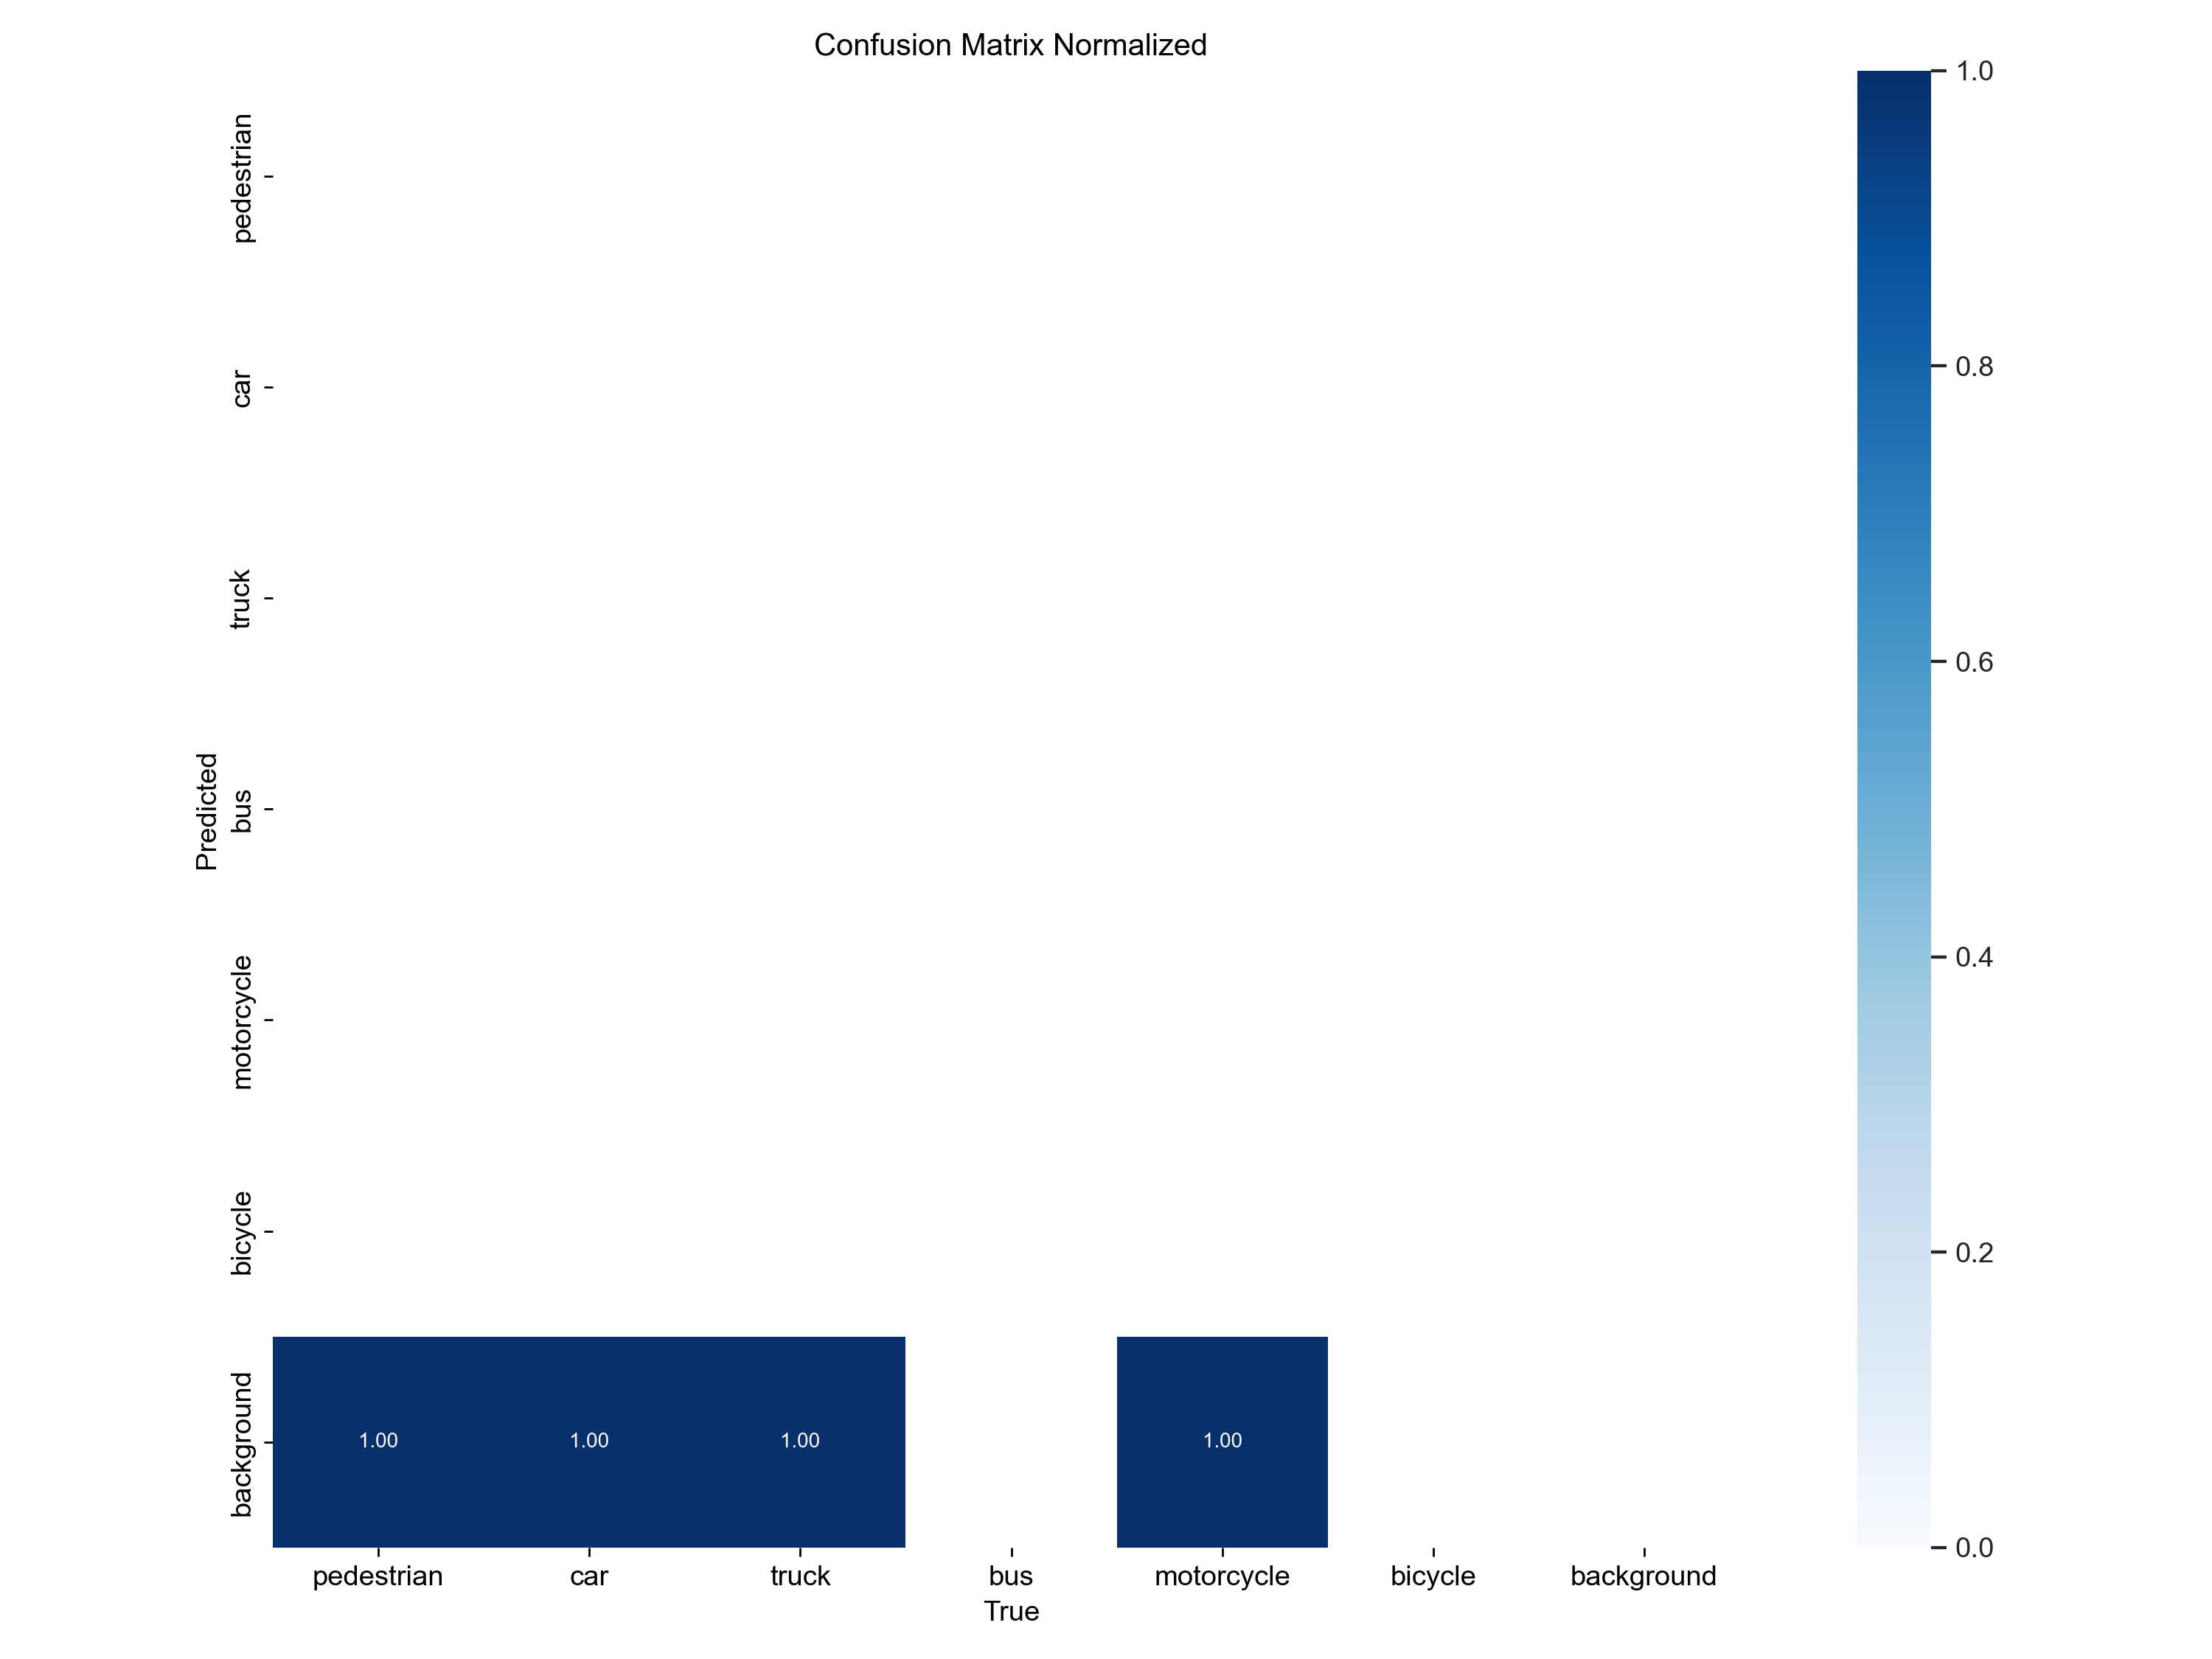 Confusion Matrix Normalized
Predicted
pedestrian
car
truck
bus
motorcycle
bicycle
background
1.00 1.00 1.00 1.00
pedestrian car truck bus motorcycle bicycle background
True
1.0
0.8
0.6
0.4
0.2
0.0